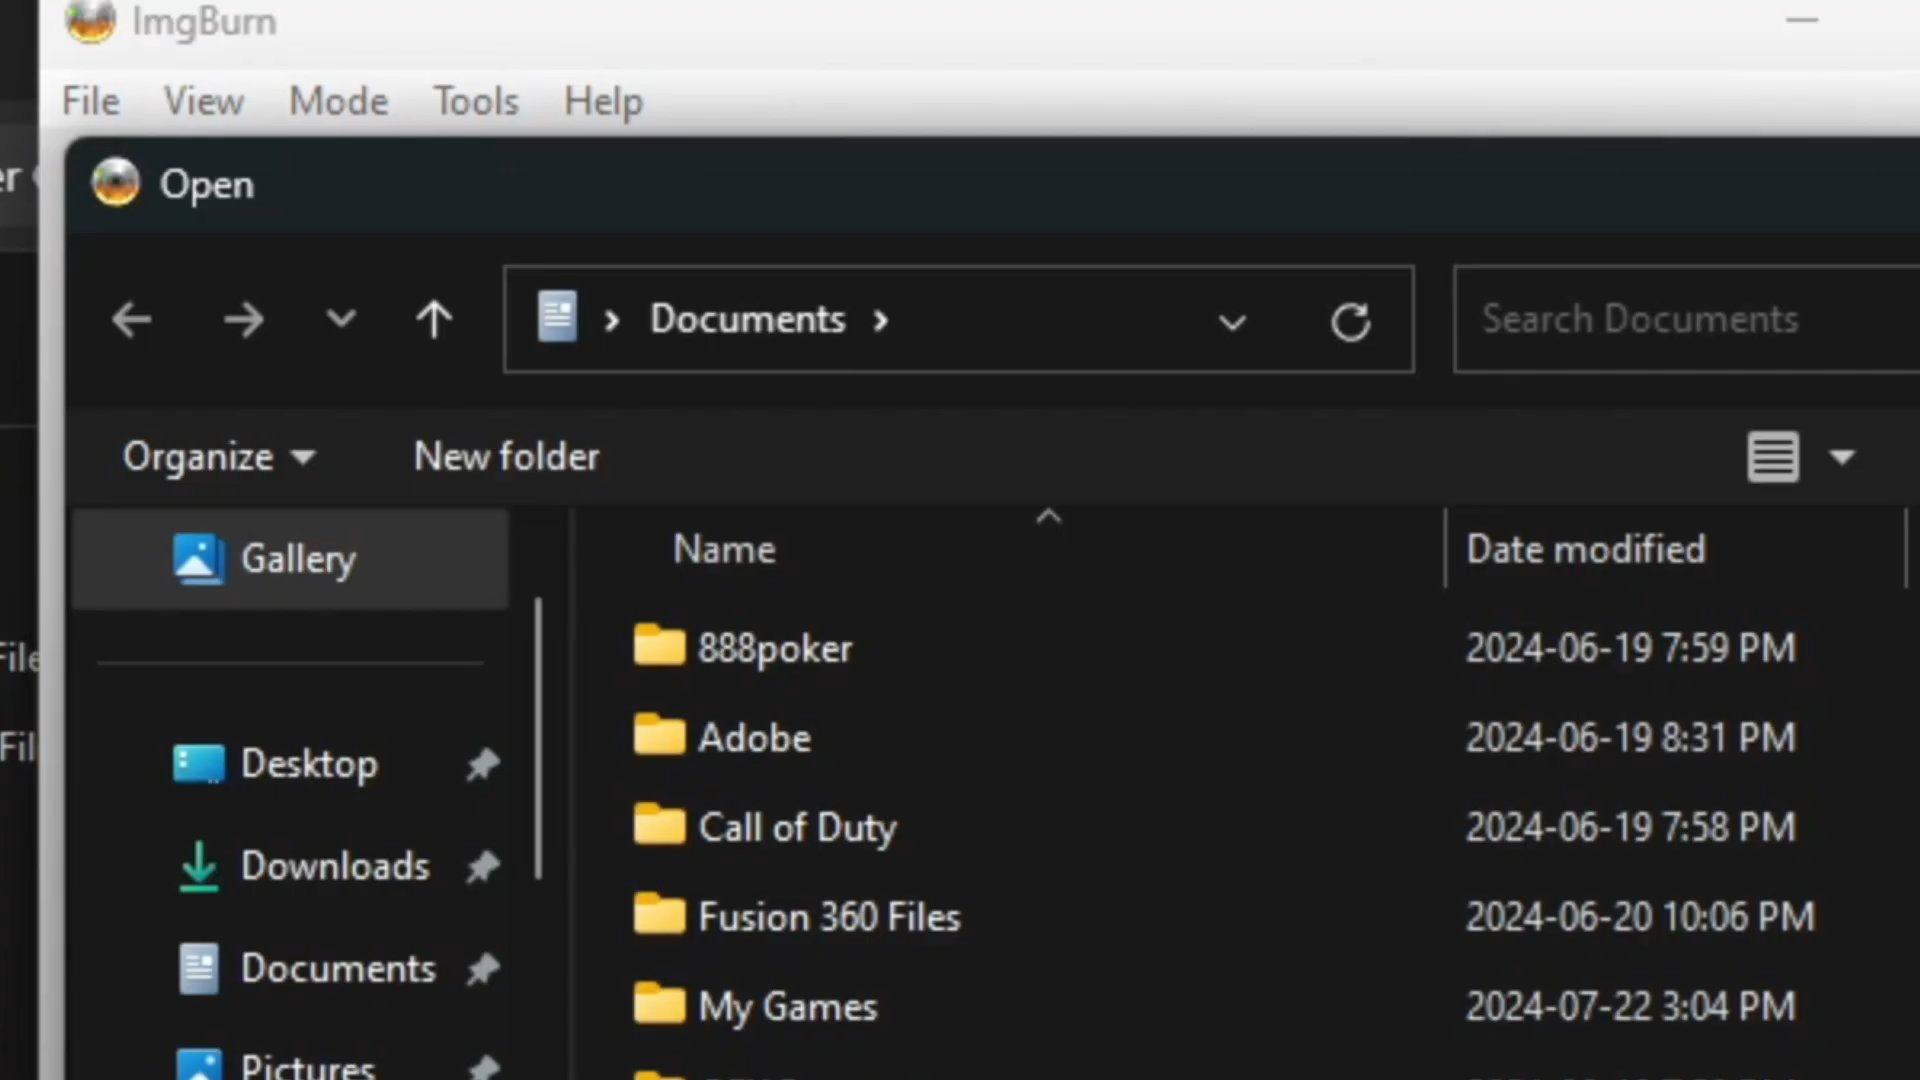 ImgBurn
File View Mode Tools Help
Open
Documents
Search Documents
Organize New folder
Gallery
Name Date modified
888poker 2024-06-19 7:59 PM
Adobe 2024-06-19 8:31 PM
Desktop
Call of Duty 2024-06-19 7:58 PM
Downloads
Fusion 360 Files 2024-06-20 10:06 PM
Documents
My Games 2024-07-22 3:04 PM
Pictures